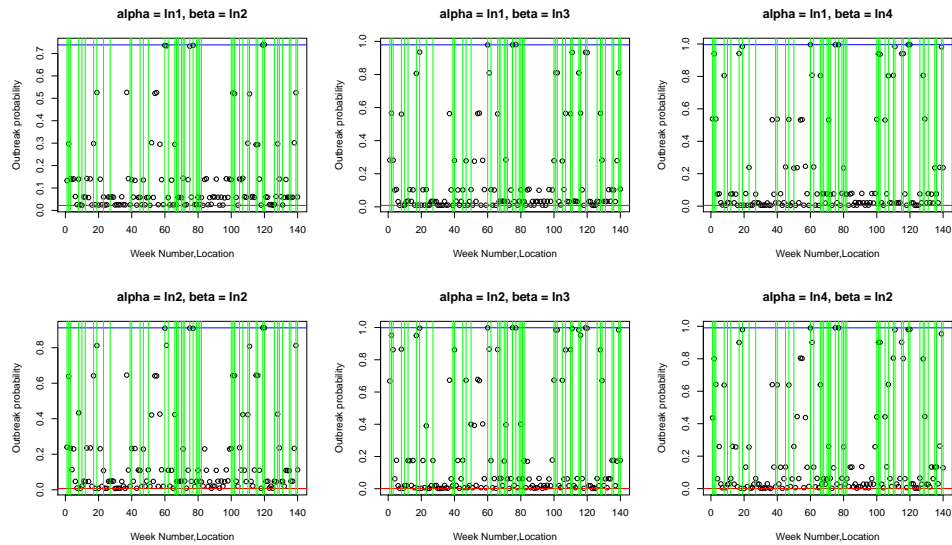 alpha = ln1, beta = ln2
Outbreak probability
0.0 0.1 0.2 0.3 0.4 0.5 0.6 0.7
0 20 40 60 80 100 120 140
Week Number,Location
alpha = ln1, beta = ln3
Outbreak probability
0.0 0.2 0.4 0.6 0.8 1.0
0 20 40 60 80 100 120 140
Week Number,Location
alpha = ln1, beta = ln4
Outbreak probability
0.0 0.2 0.4 0.6 0.8 1.0
0 20 40 60 80 100 120 140
Week Number,Location
alpha = ln2, beta = ln2
Outbreak probability
0.0 0.2 0.4 0.6 0.8
0 20 40 60 80 100 120 140
Week Number,Location
alpha = ln2, beta = ln3
Outbreak probability
0.0 0.2 0.4 0.6 0.8 1.0
0 20 40 60 80 100 120 140
Week Number,Location
alpha = ln4, beta = ln2
Outbreak probability
0.0 0.2 0.4 0.6 0.8 1.0
0 20 40 60 80 100 120 140
Week Number,Location